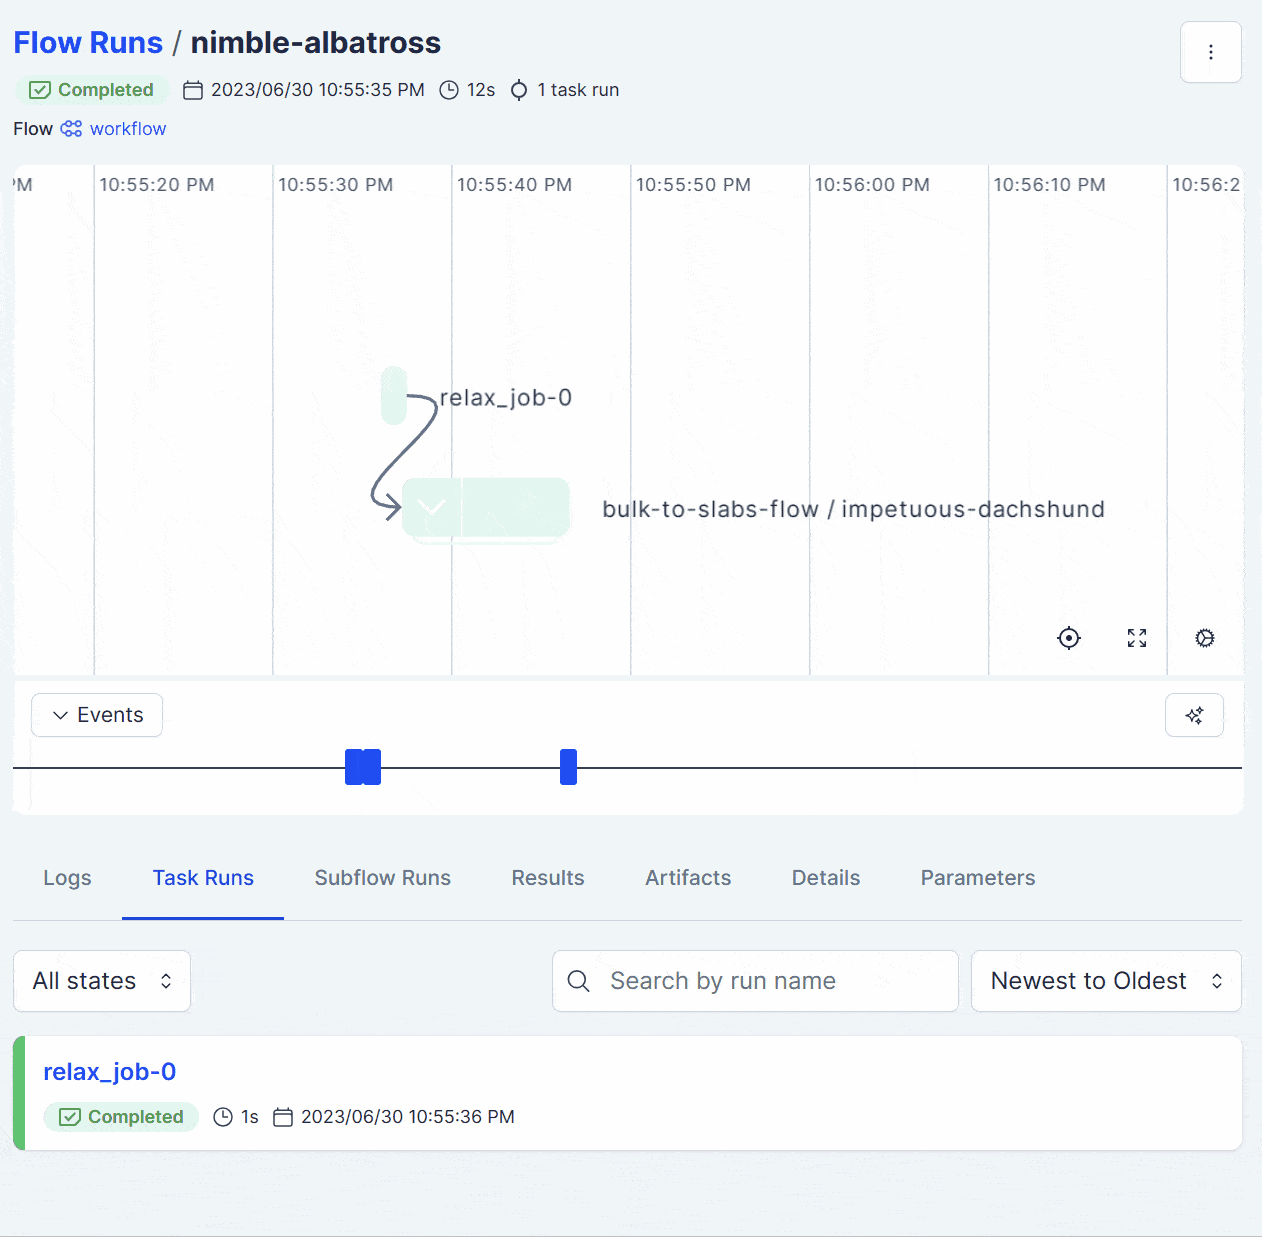 Flow Runs / nimble-albatross
Completed 2023/06/30 10:55:35 PM 12s 1 task run
Flow workflow
PM 10:55:20 PM 10:55:30 PM 10:55:40 PM 10:55:50 PM 10:56:00 PM 10:56:10 PM 10:56:2
relax_job-0
bulk-to-slabs-flow / impetuous-dachshund
Events
Logs Task Runs Subflow Runs Results Artifacts Details Parameters
All states Search by run name Newest to Oldest
relax_job-0
Completed 1s 2023/06/30 10:55:36 PM